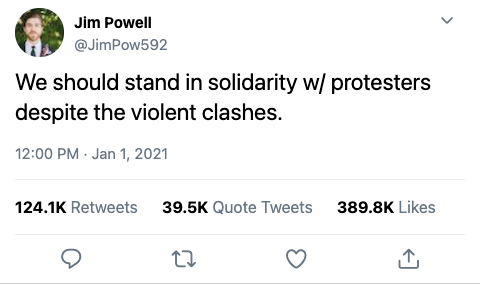 Jim Powell
@JimPow592
We should stand in solidarity w/ protesters
despite the violent clashes.
12:00 PM · Jan 1, 2021
124.1K Retweets 39.5K Quote Tweets 389.8K Likes